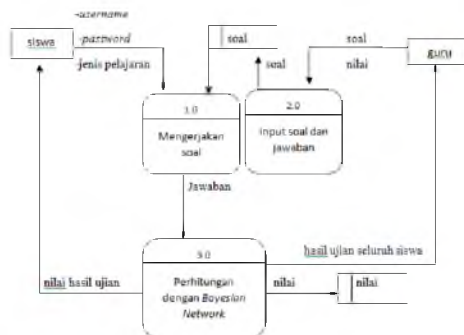 -username
siswa
-password
-jenis pelajaran
soal
soal
soal
nilai
guru
1.0
Mengerjakan
soal
2.0
Input soal dan
jawaban
Jawaban
3.0
Perhitungan
dengan Bayesian
Network
nilai hasil ujian
hasil ujian seluruh siswa
nilai
nilai